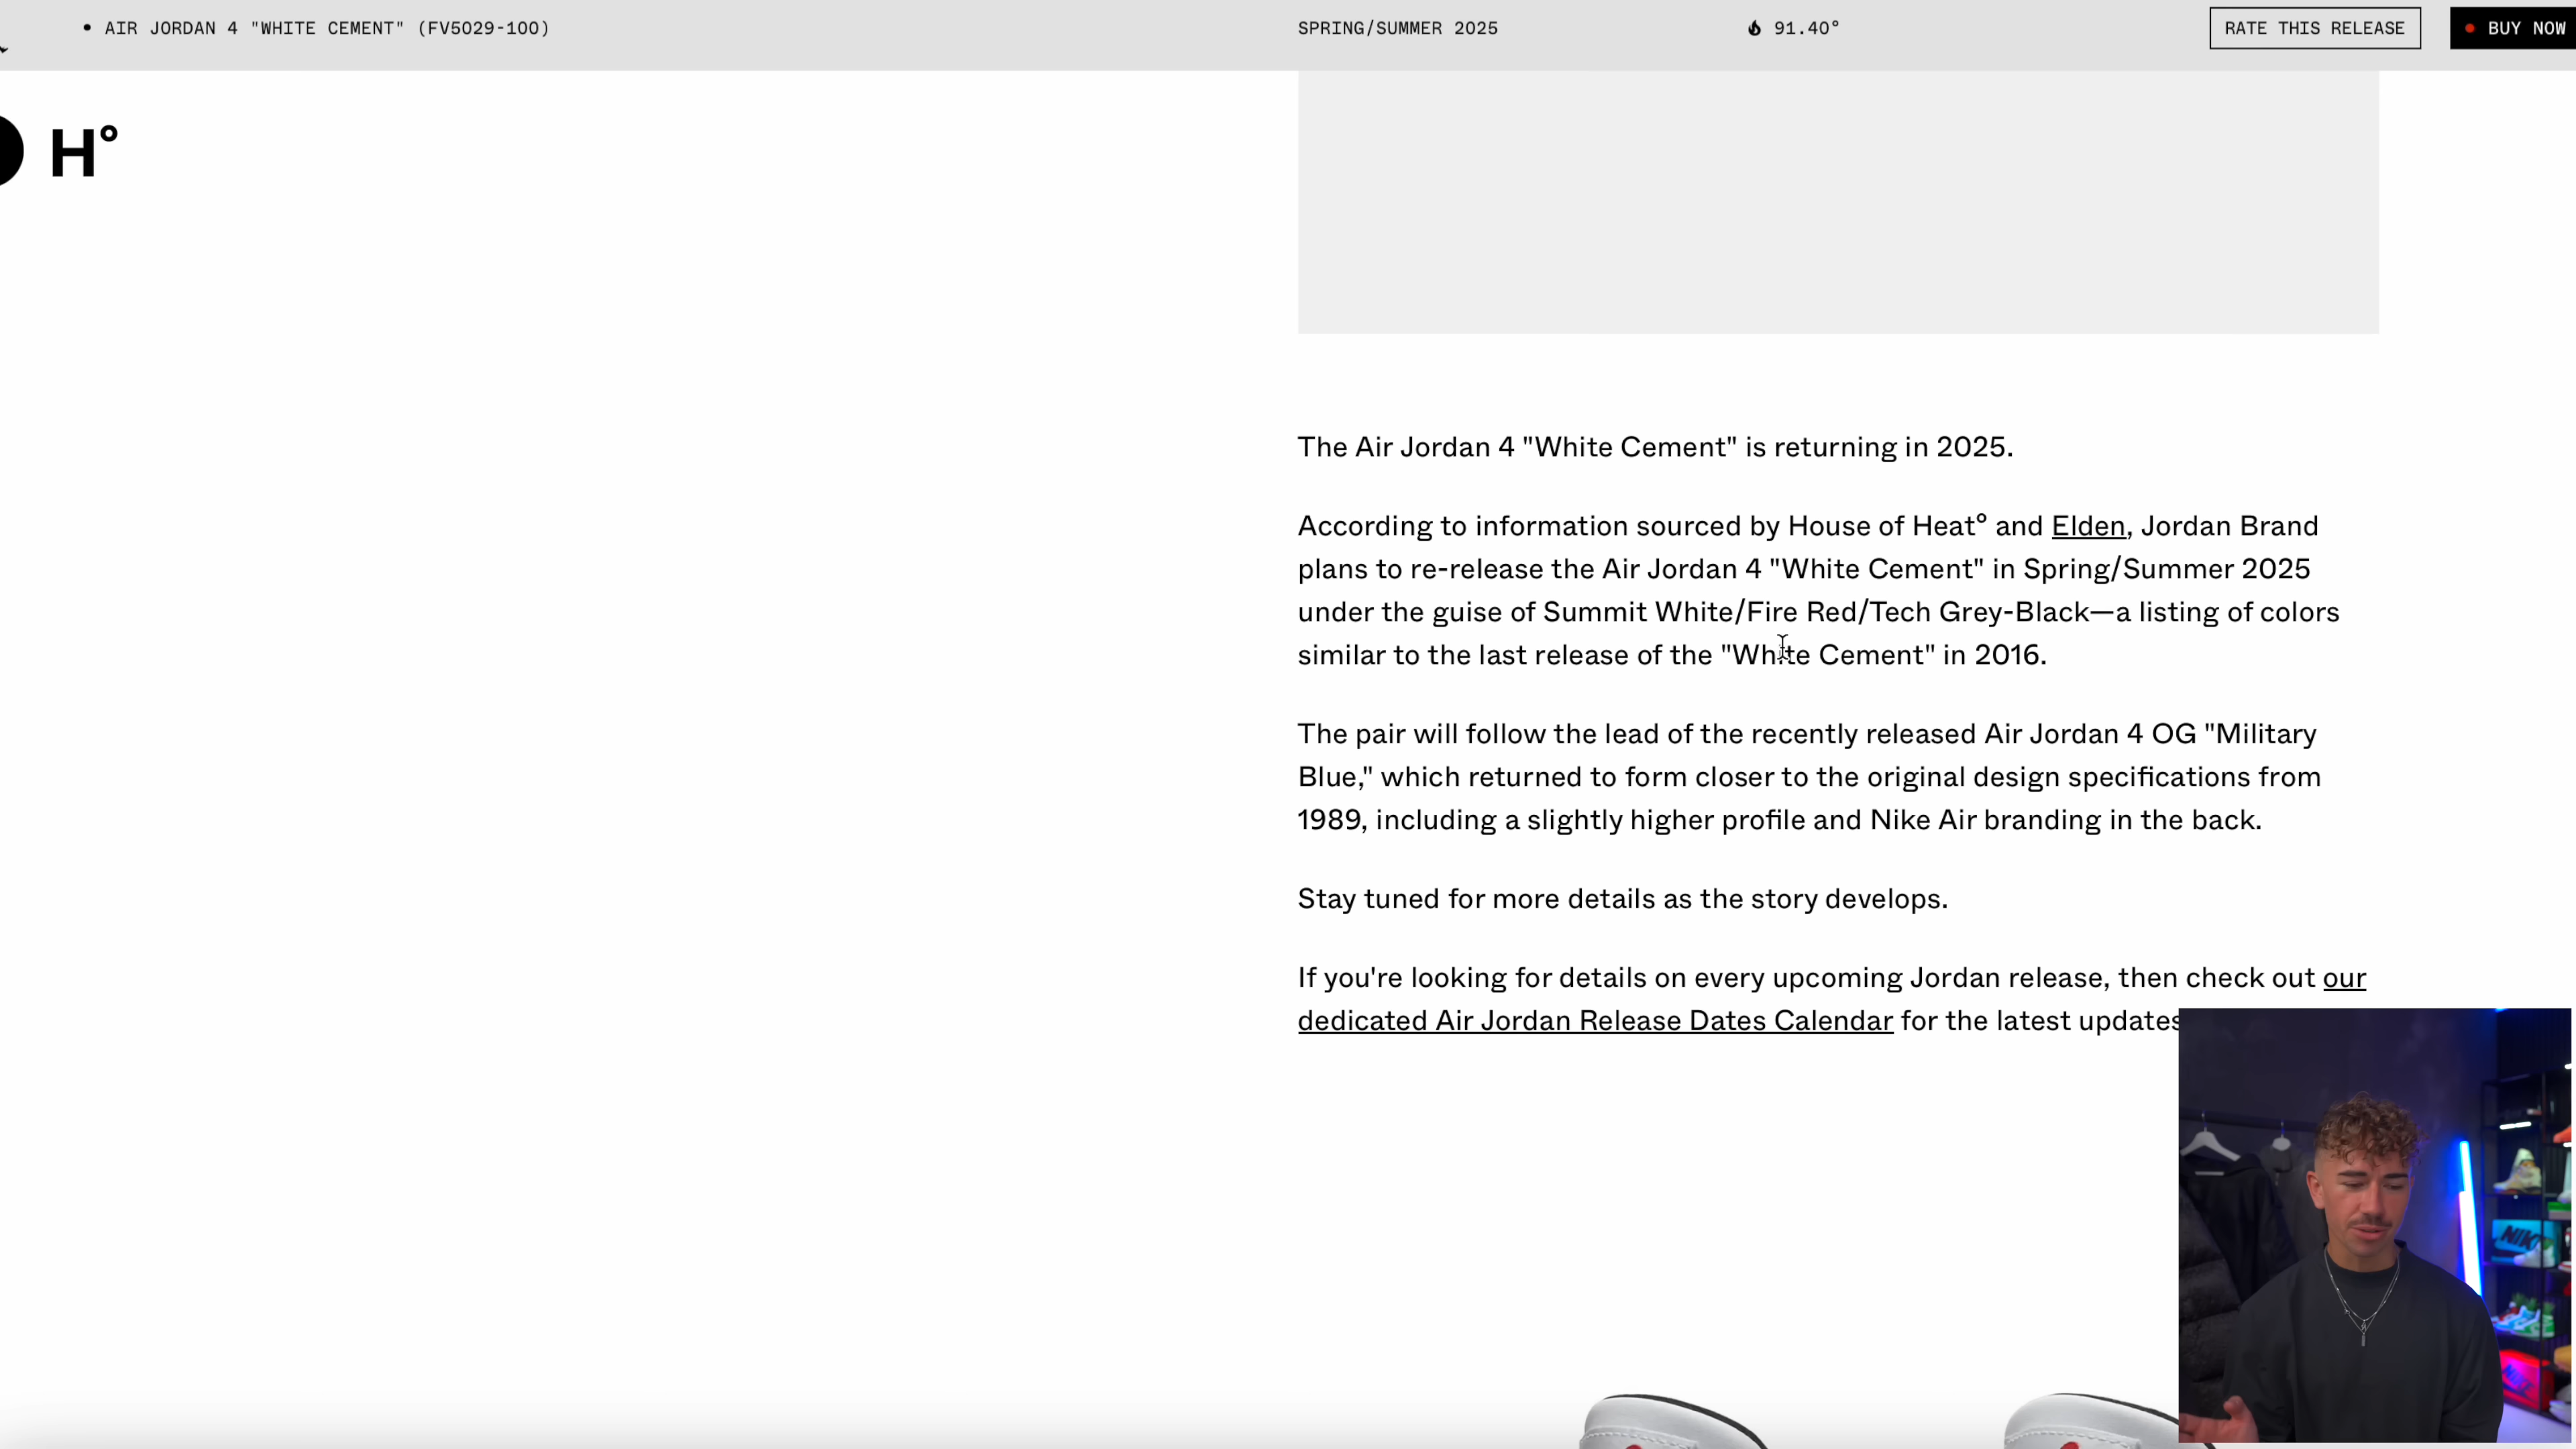 • AIR JORDAN 4 "WHITE CEMENT" (FV5029-100)
SPRING/SUMMER 2025
91.40°
RATE THIS RELEASE
BUY NOW
H°
The Air Jordan 4 "White Cement" is returning in 2025.
According to information sourced by House of Heat° and Elden, Jordan Brand
plans to re-release the Air Jordan 4 "White Cement" in Spring/Summer 2025
under the guise of Summit White/Fire Red/Tech Grey-Black—a listing of colors
similar to the last release of the "White Cement" in 2016.
The pair will follow the lead of the recently released Air Jordan 4 OG "Military
Blue," which returned to form closer to the original design specifications from
1989, including a slightly higher profile and Nike Air branding in the back.
Stay tuned for more details as the story develops.
If you're looking for details on every upcoming Jordan release, then check out our
dedicated Air Jordan Release Dates Calendar for the latest updates
NIKE